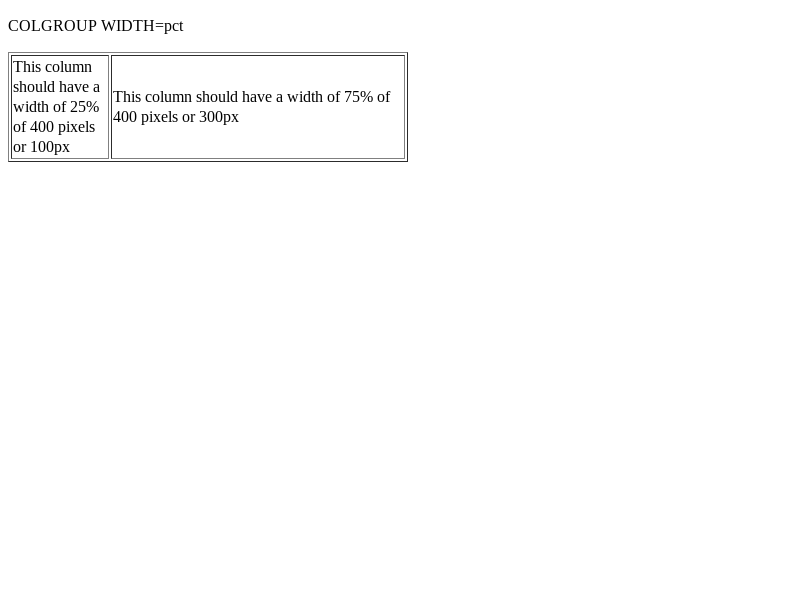 COLGROUP WIDTH=pct
This column
should have a
width of 25%
of 400 pixels
or 100px
This column should have a width of 75% of
400 pixels or 300px